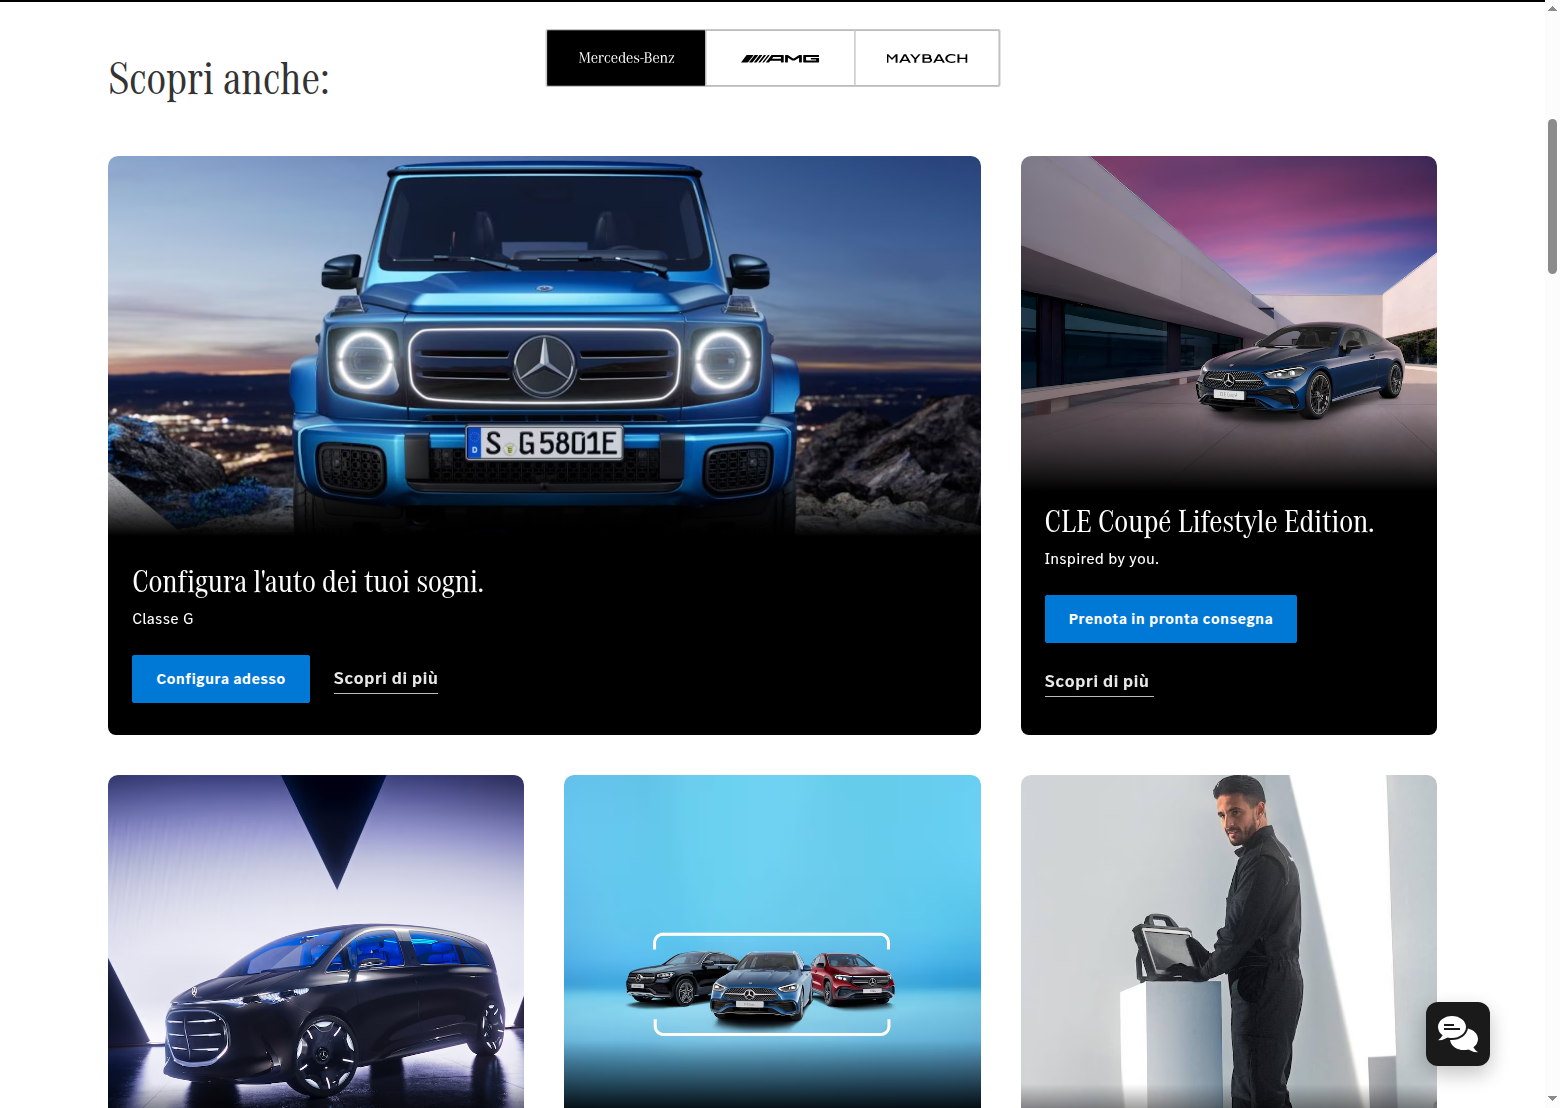 Scopri anche:
Mercedes-Benz
AMG
MAYBACH
S G 5801E
D
Configura l'auto dei tuoi sogni.
Classe G
Configura adesso
Scopri di più
CLE Coupé Lifestyle Edition.
Inspired by you.
Prenota in pronta consegna
Scopri di più